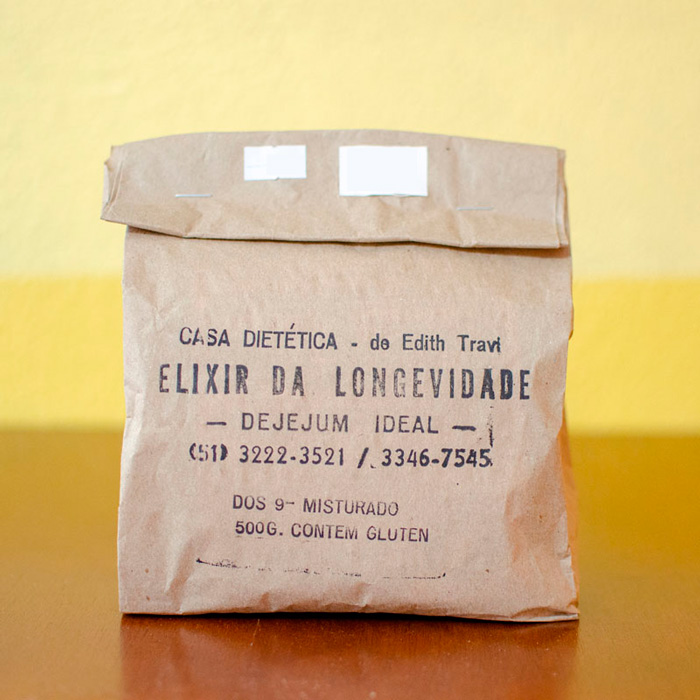 CASA DIETÉTICA - de Edith Travi
ELIXIR DA LONGEVIDADE
— DEJEJUM IDEAL —
(51) 3222-3521 / 3346-7545
DOS 9- MISTURADO
500G. CONTEM GLUTEN